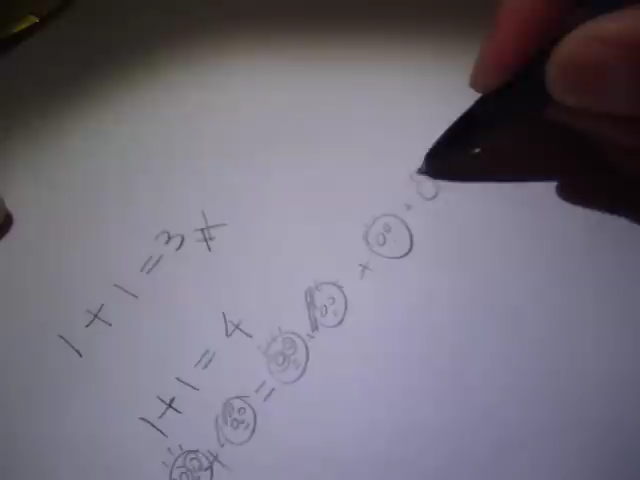 1 + 1 = 3 #
1 + 1 = 4